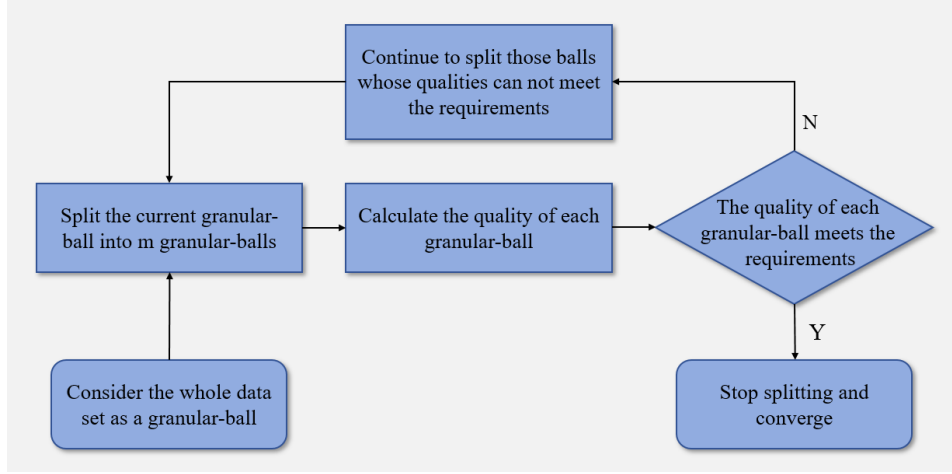 Continue to split those balls
whose qualities can not meet
the requirements
N
Split the current granular-
ball into m granular-balls
Calculate the quality of each
granular-ball
The quality of each
granular-ball meets the
requirements
Y
Consider the whole data
set as a granular-ball
Stop splitting and
converge